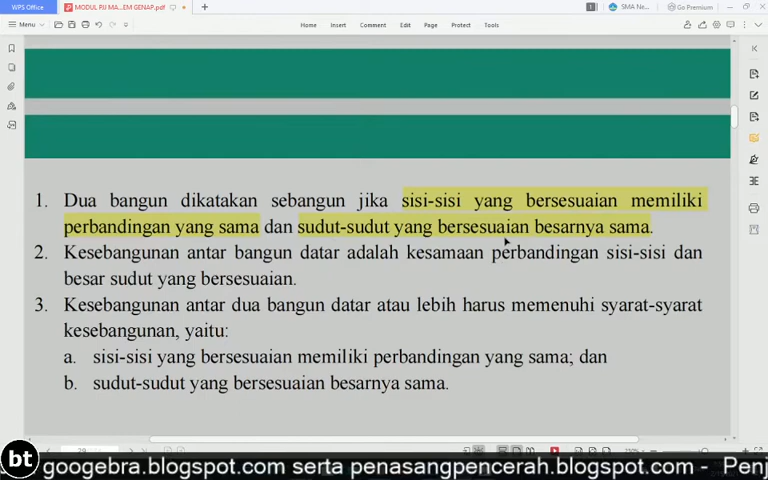 WPS Office
MODUL PJJ MA...EM GENAP.pdf
Menu
Home Insert Comment Edit Page Protect Tools
SMA Ne...
Go Premium
1. Dua bangun dikatakan sebangun jika sisi-sisi yang bersesuaian memiliki
perbandingan yang sama dan sudut-sudut yang bersesuaian besarnya sama.
2. Kesebangunan antar bangun datar adalah kesamaan perbandingan sisi-sisi dan
besar sudut yang bersesuaian.
3. Kesebangunan antar dua bangun datar atau lebih harus memenuhi syarat-syarat
kesebangunan, yaitu:
a. sisi-sisi yang bersesuaian memiliki perbandingan yang sama; dan
b. sudut-sudut yang bersesuaian besarnya sama.
bt
googebra.blogspot.com serta penasangpencerah.blogspot.com - Penj